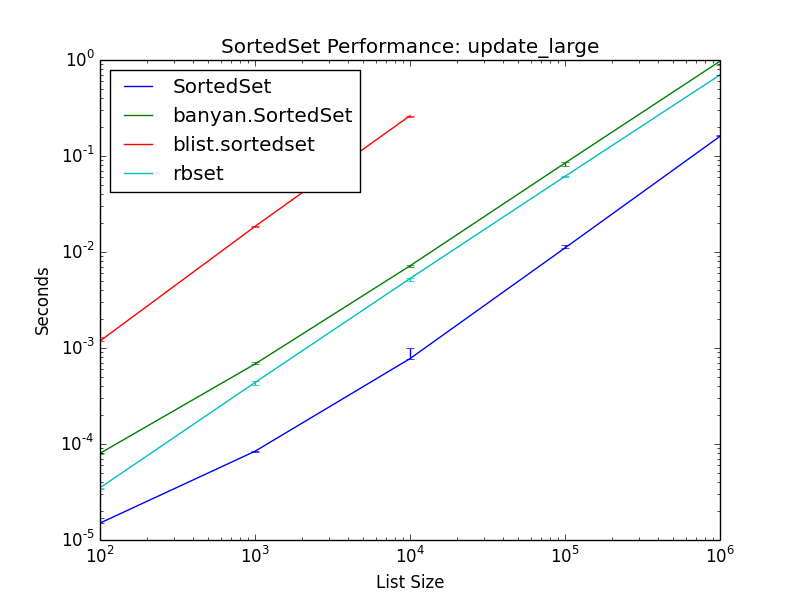 SortedSet Performance: update_large
10^0
10^-1
10^-2
10^-3
10^-4
10^-5
Seconds
SortedSet
banyan.SortedSet
blist.sortedset
rbset
10^2
10^3
10^4
10^5
10^6
List Size